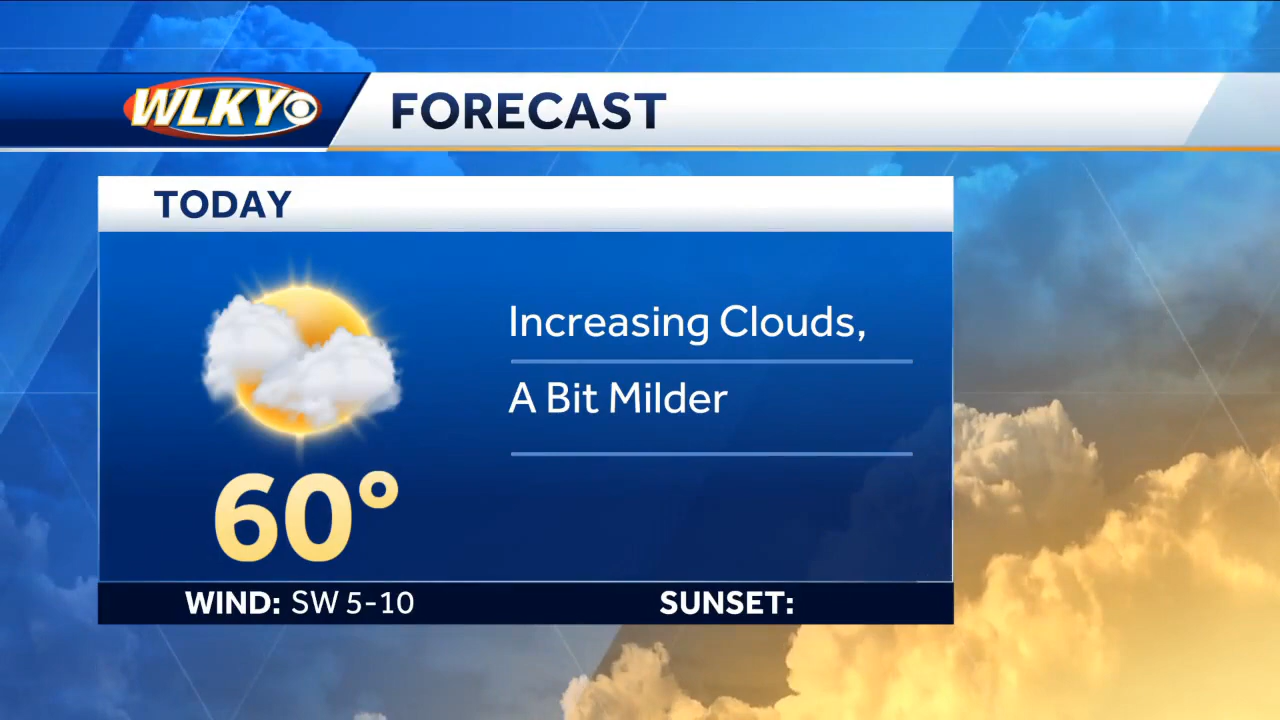 WLKY
FORECAST
TODAY
Increasing Clouds,
A Bit Milder
60°
WIND: SW 5-10
SUNSET: